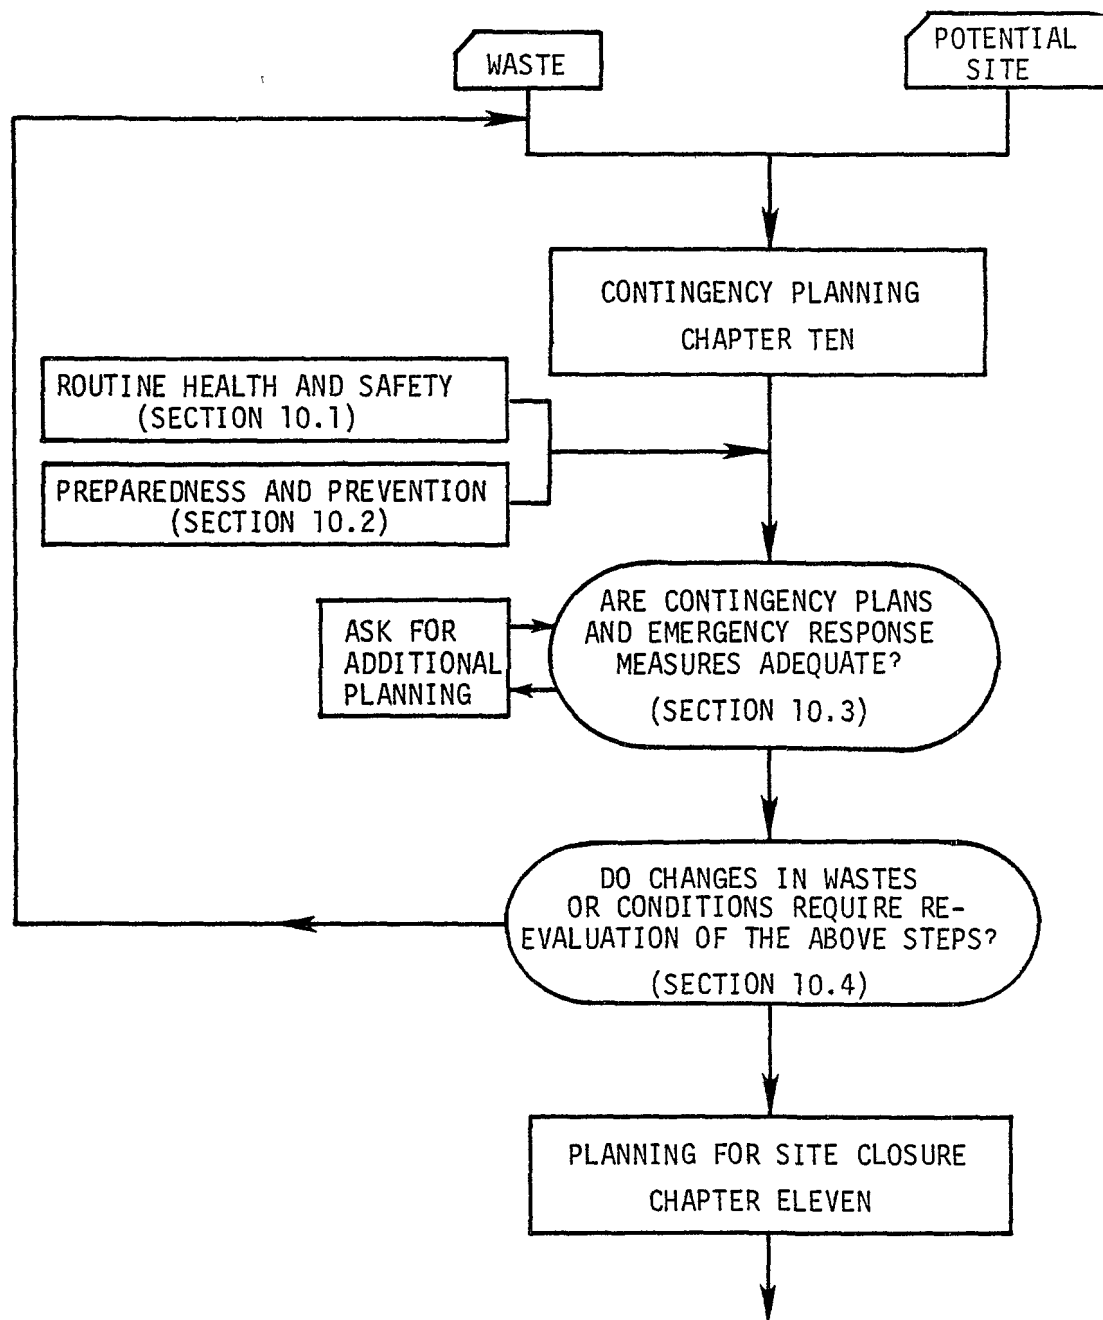 WASTE
POTENTIAL
SITE
CONTINGENCY PLANNING
CHAPTER TEN
ROUTINE HEALTH AND SAFETY
(SECTION 10.1)
PREPAREDNESS AND PREVENTION
(SECTION 10.2)
ARE CONTINGENCY PLANS
AND EMERGENCY RESPONSE
MEASURES ADEQUATE?
(SECTION 10.3)
ASK FOR
ADDITIONAL
PLANNING
DO CHANGES IN WASTES
OR CONDITIONS REQUIRE RE-
EVALUATION OF THE ABOVE STEPS?
(SECTION 10.4)
PLANNING FOR SITE CLOSURE
CHAPTER ELEVEN